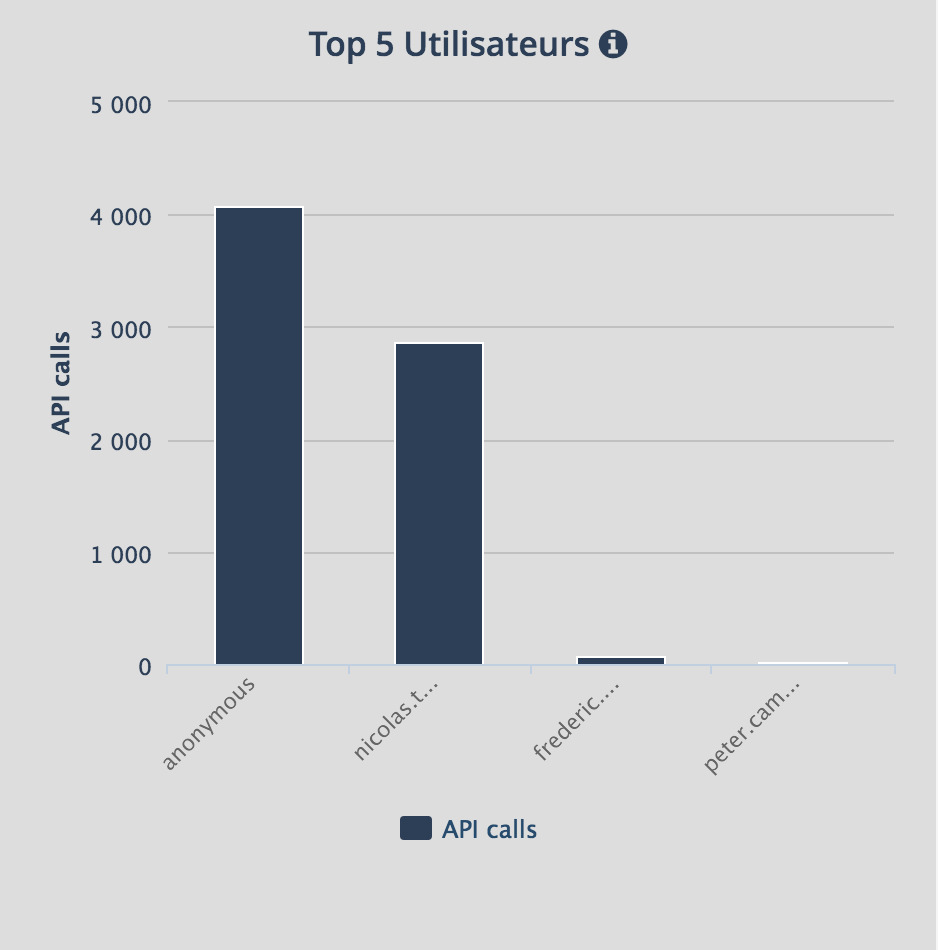 Top 5 Utilisateurs
5 000
4 000
3 000
2 000
1 000
0
API calls
anonymous
nicolas.t...
frederic....
peter.cam...
API calls